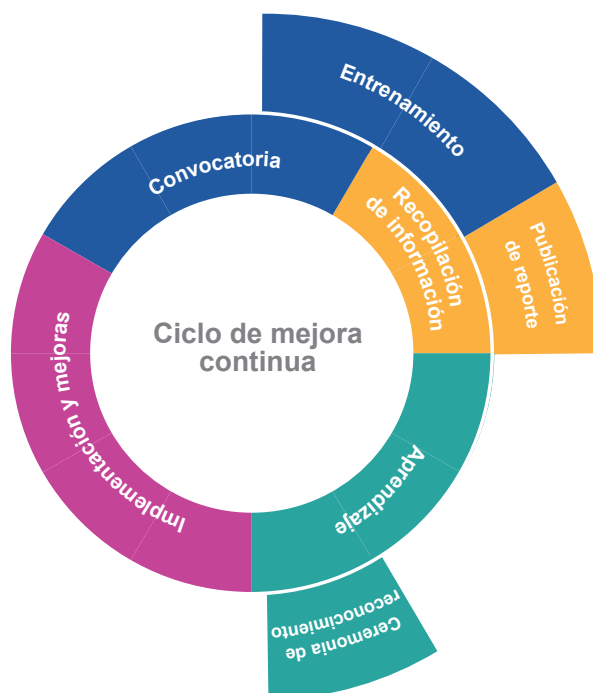 Entrenamiento
Convocatoria
Recopilación
de información
Publicación
de reporte
Ciclo de mejora
continua
Implementación y mejoras
Aprendizaje
Ceremonia de
reconocimiento